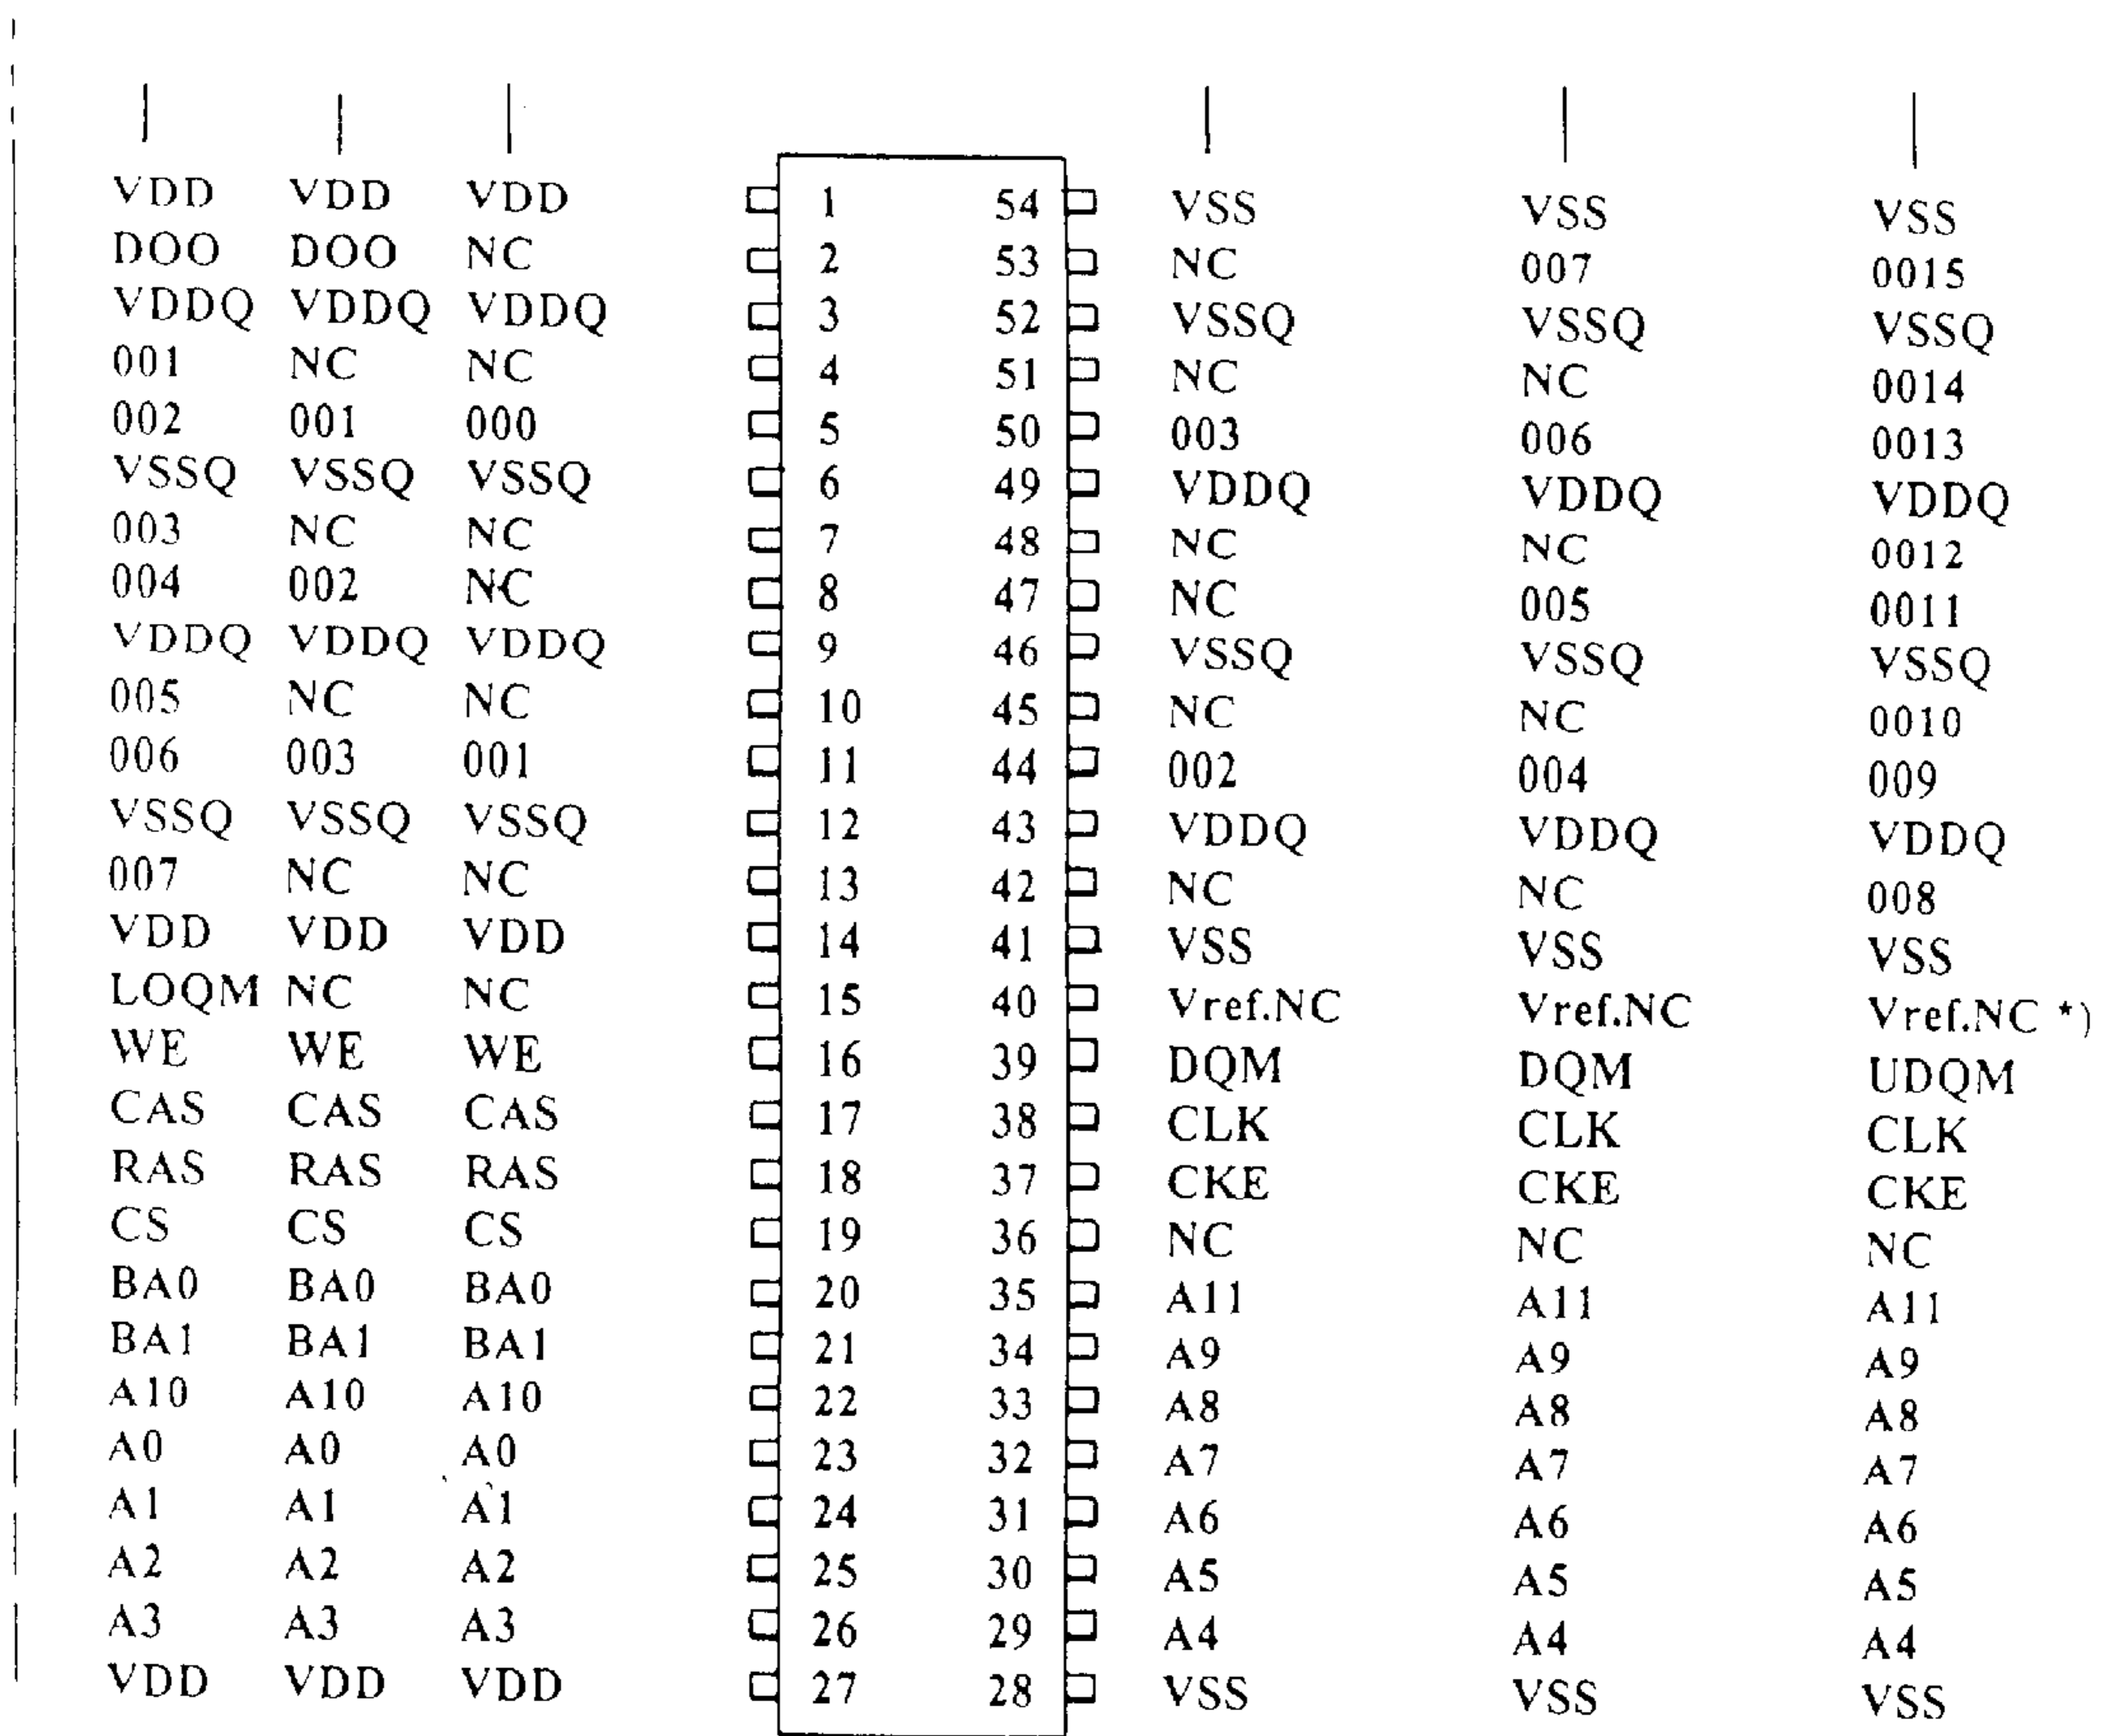 VDD VDD VDD 1 54 VSS VSS VSS
DOO DOO NC 2 53 NC 007 0015
VDDQ VDDQ VDDQ 3 52 VSSQ VSSQ VSSQ
001 NC NC 4 51 NC NC 0014
002 001 000 5 50 003 006 0013
VSSQ VSSQ VSSQ 6 49 VDDQ VDDQ VDDQ
003 NC NC 7 48 NC NC 0012
004 002 NC 8 47 NC 005 0011
VDDQ VDDQ VDDQ 9 46 VSSQ VSSQ VSSQ
005 NC NC 10 45 NC NC 0010
006 003 001 11 44 002 004 009
VSSQ VSSQ VSSQ 12 43 VDDQ VDDQ VDDQ
007 NC NC 13 42 NC NC 008
VDD VDD VDD 14 41 VSS VSS VSS
LOQM NC NC 15 40 Vref.NC Vref.NC Vref.NC *)
WE WE WE 16 39 DQM DQM UDQM
CAS CAS CAS 17 38 CLK CLK CLK
RAS RAS RAS 18 37 CKE CKE CKE
CS CS CS 19 36 NC NC NC
BA0 BA0 BA0 20 35 A11 A11 A11
BA1 BA1 BA1 21 34 A9 A9 A9
A10 A10 A10 22 33 A8 A8 A8
A0 A0 A0 23 32 A7 A7 A7
A1 A1 A1 24 31 A6 A6 A6
A2 A2 A2 25 30 A5 A5 A5
A3 A3 A3 26 29 A4 A4 A4
VDD VDD VDD 27 28 VSS VSS VSS